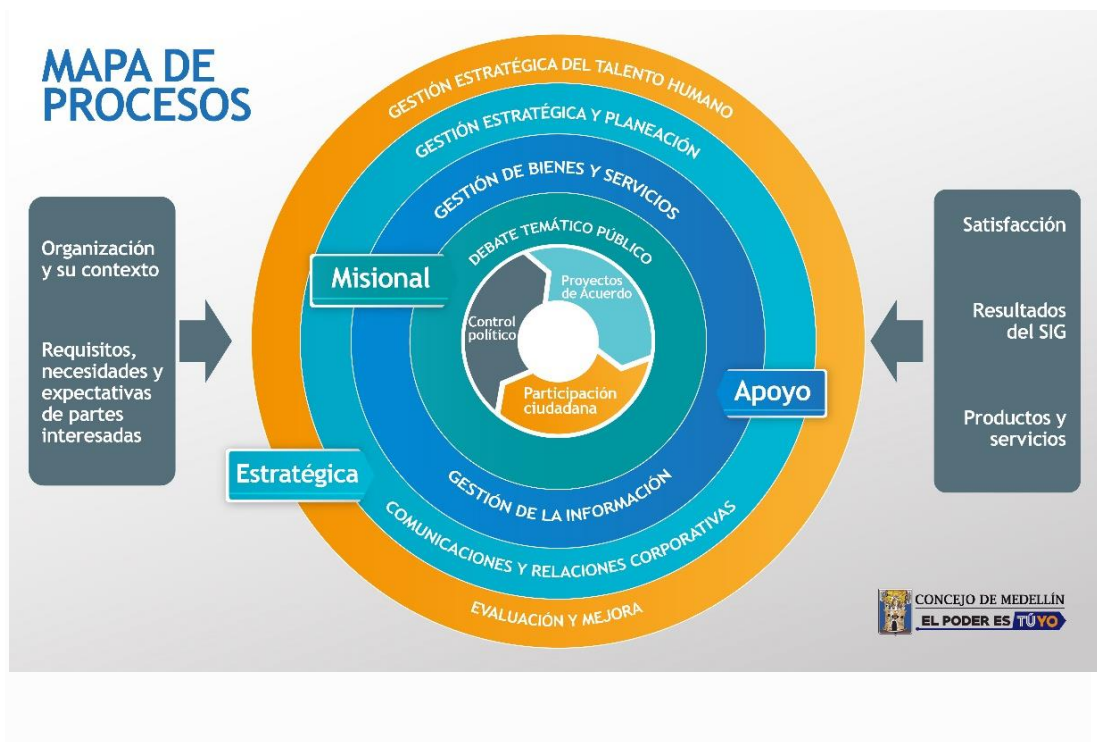 MAPA DE
PROCESOS
GESTIÓN ESTRATÉGICA DEL TALENTO HUMANO
GESTIÓN ESTRATÉGICA Y PLANEACIÓN
GESTIÓN DE BIENES Y SERVICIOS
DEBATE TEMÁTICO PÚBLICO
Organización
y su contexto
Requisitos,
necesidades y
expectativas
de partes
interesadas
Misional
Proyectos
de Acuerdo
Control
político
Participación
ciudadana
Apoyo
Estratégica
GESTIÓN DE LA INFORMACIÓN
COMUNICACIONES Y RELACIONES CORPORATIVAS
EVALUACIÓN Y MEJORA
Satisfacción
Resultados
del SIG
Productos y
servicios
CONCEJO DE MEDELLÍN
EL PODER ES TÚYO